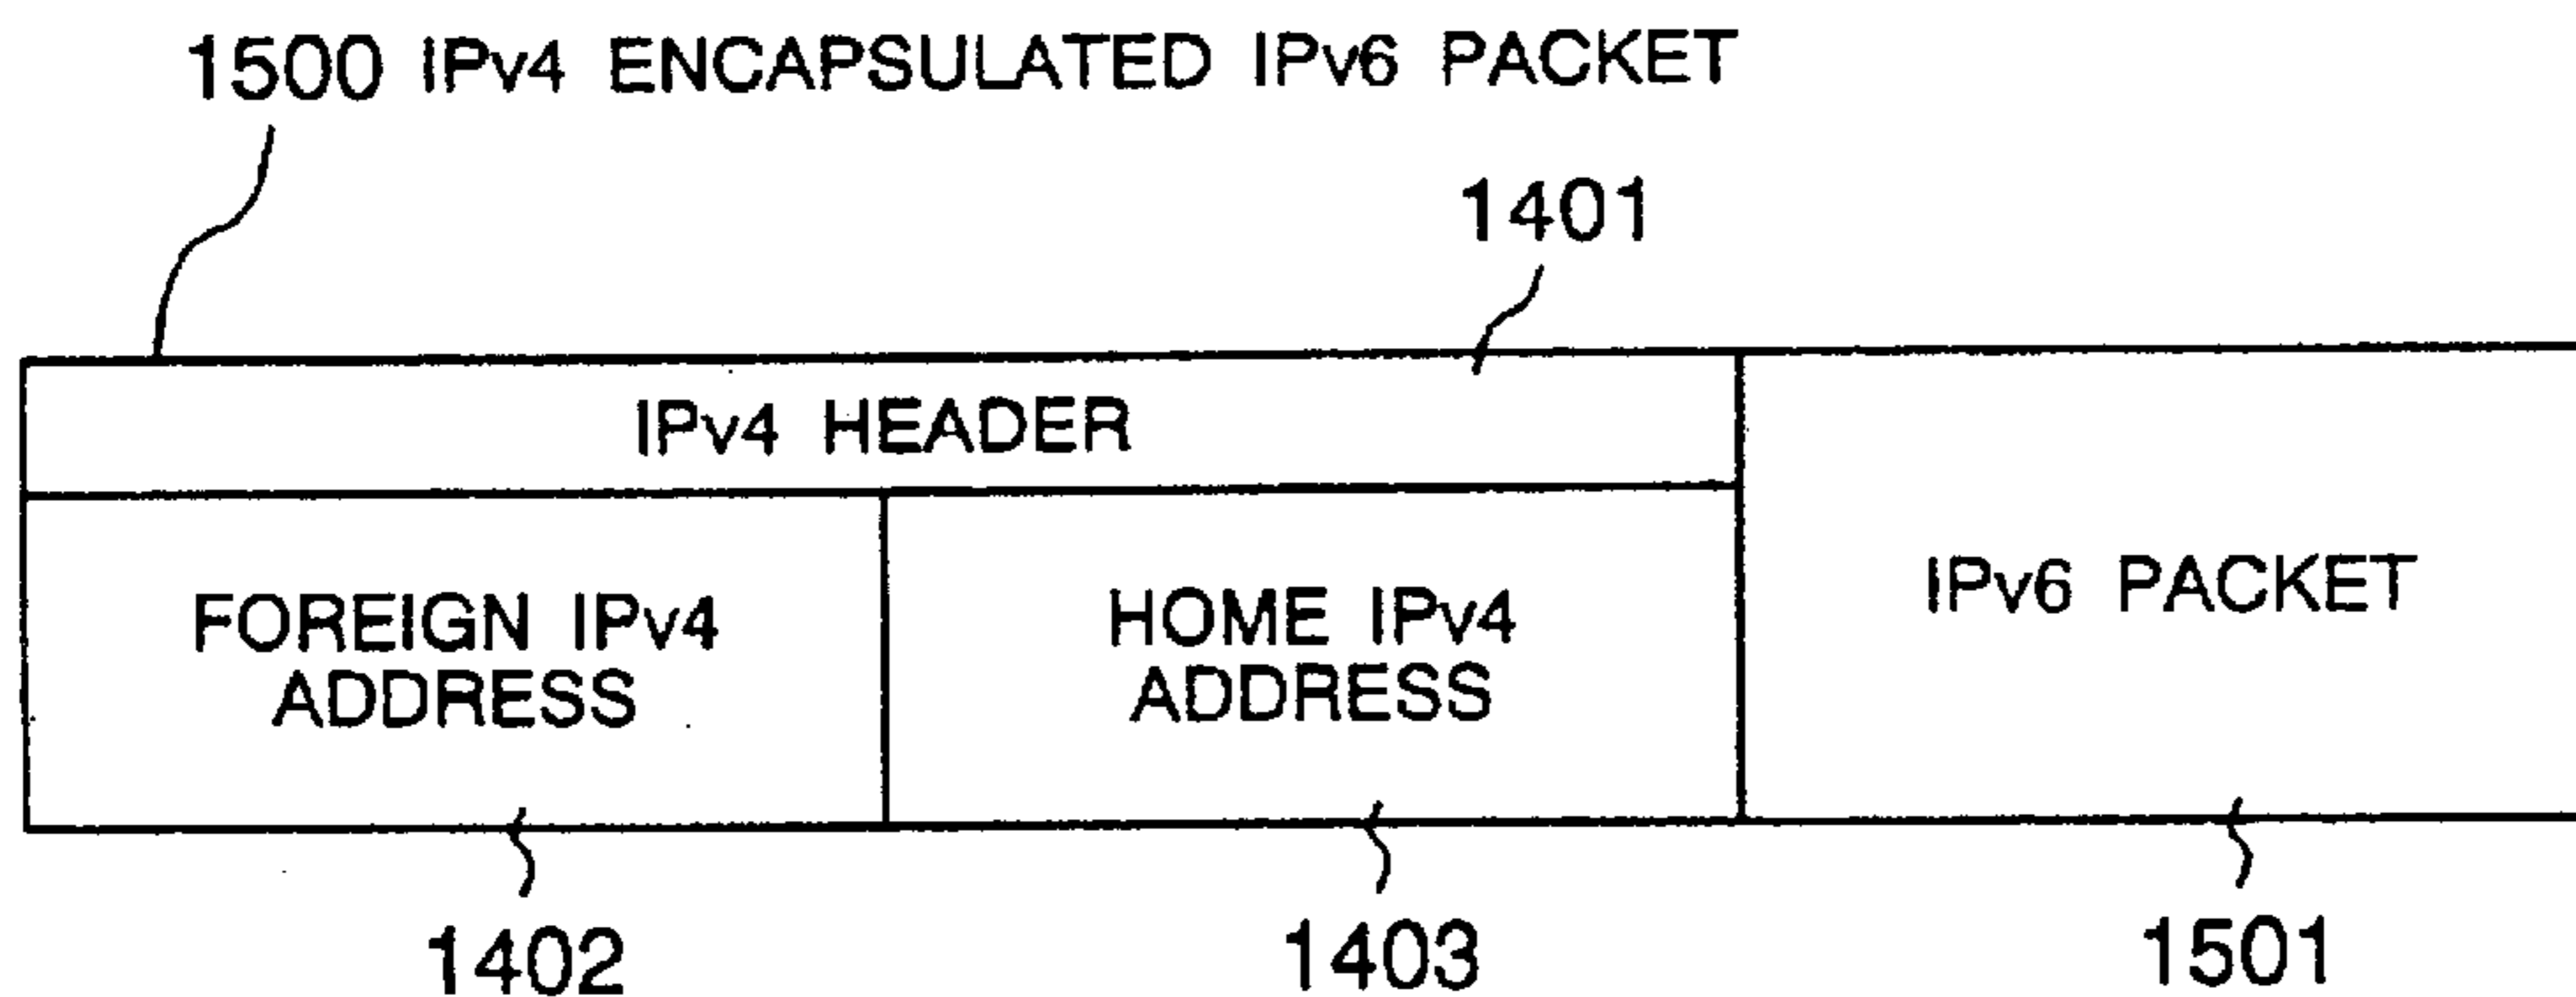 1500 IPv4 ENCAPSULATED IPv6 PACKET
1401
IPv4 HEADER
FOREIGN IPv4
ADDRESS
HOME IPv4
ADDRESS
IPv6 PACKET
1402
1403
1501